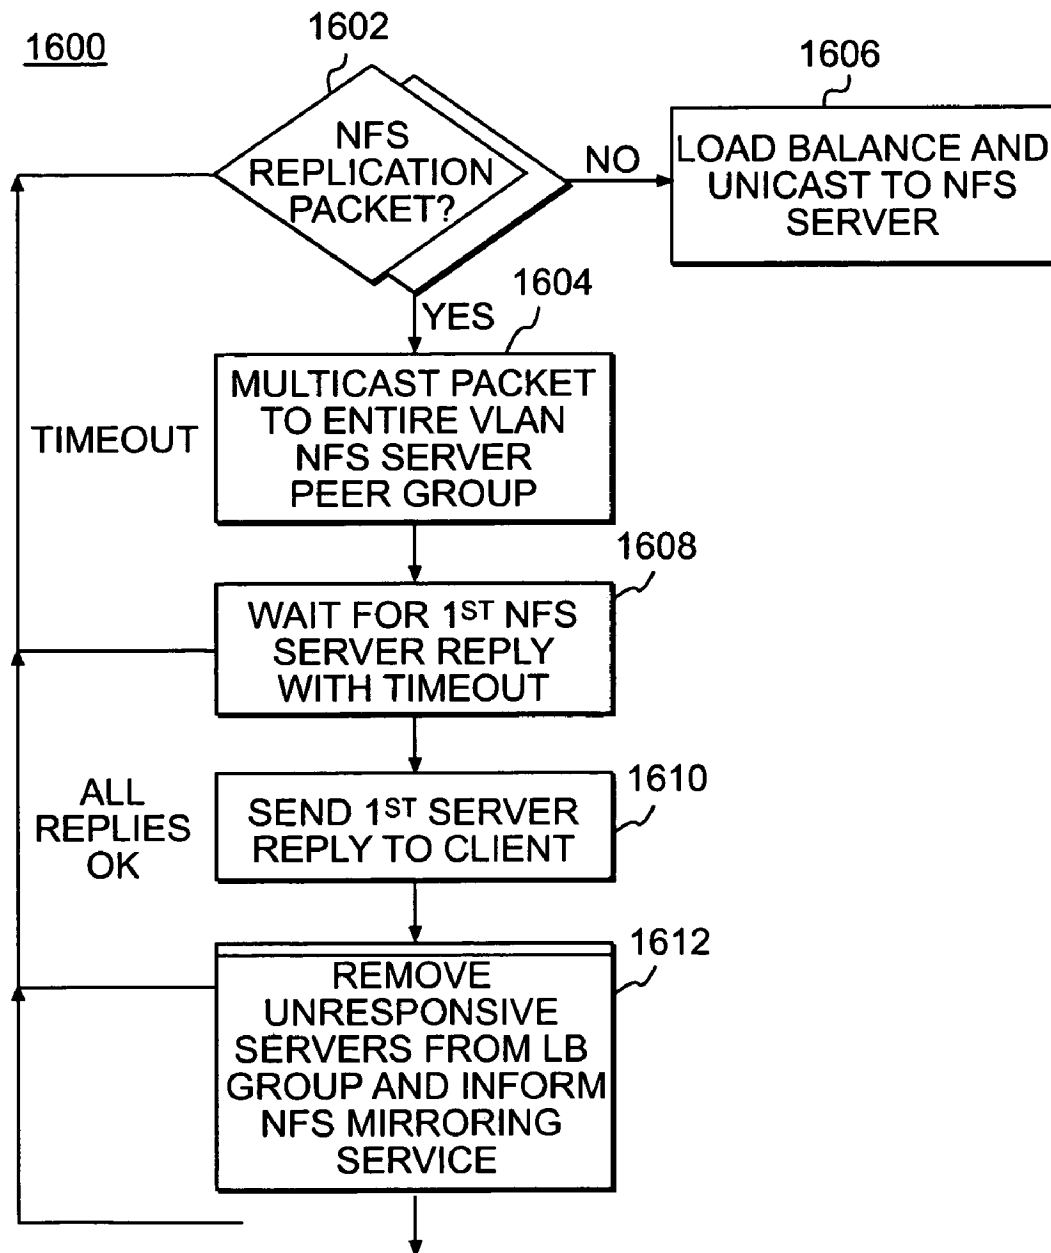 1600
1602
NFS
REPLICATION
PACKET?
NO
1606
LOAD BALANCE AND
UNICAST TO NFS
SERVER
YES
1604
MULTICAST PACKET
TO ENTIRE VLAN
NFS SERVER
PEER GROUP
TIMEOUT
1608
WAIT FOR 1ST NFS
SERVER REPLY
WITH TIMEOUT
1610
SEND 1ST SERVER
REPLY TO CLIENT
ALL
REPLIES
OK
1612
REMOVE
UNRESPONSIVE
SERVERS FROM LB
GROUP AND INFORM
NFS MIRRORING
SERVICE